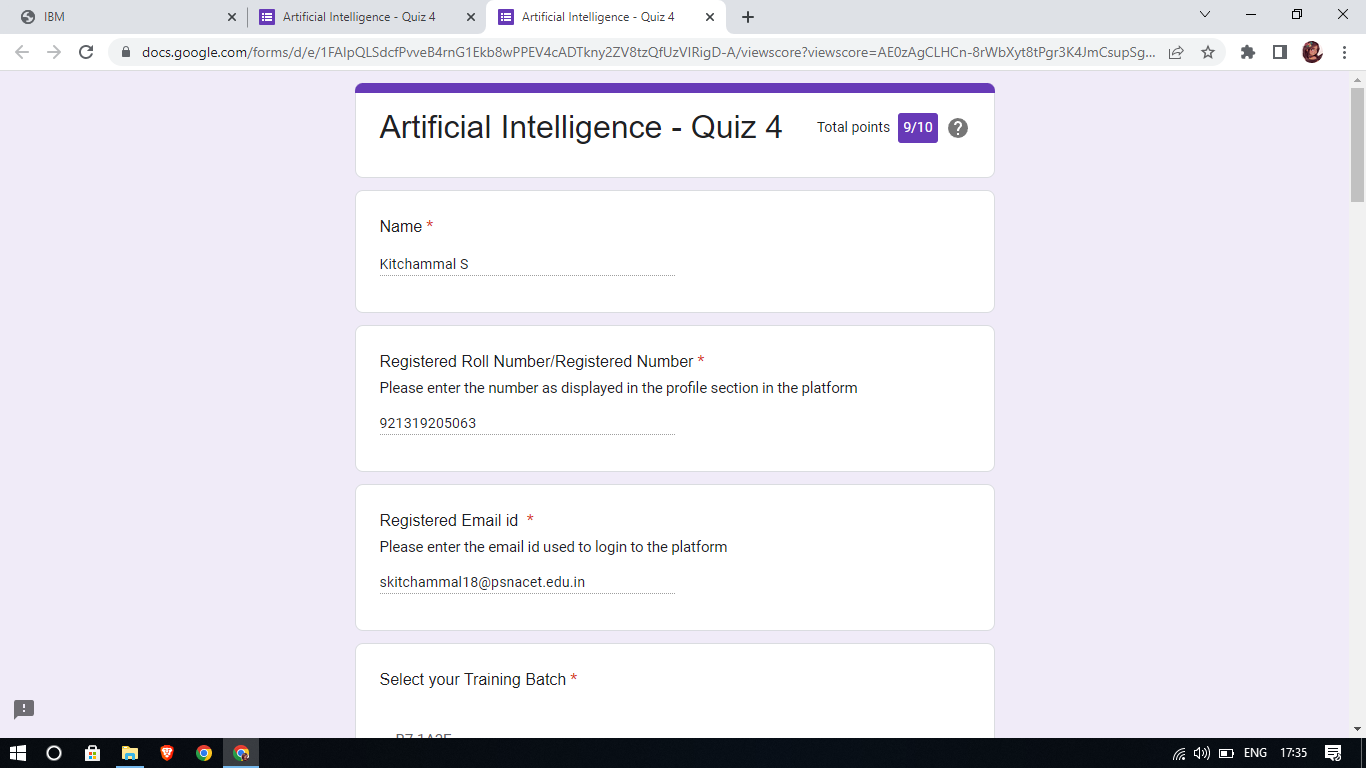 IBM
Artificial Intelligence - Quiz 4
Artificial Intelligence - Quiz 4
docs.google.com/forms/d/e/1FAIpQLSdcfPvveB4rnG1Ekb8wPPEV4cADTkny2ZV8tzQfUzVIRigD-A/viewscore?viewscore=AE0zAgCLHCn-8rWbXyt8tPgr3K4JmCsupSg...
Artificial Intelligence - Quiz 4
Total points 9/10
Name *
Kitchammal S
Registered Roll Number/Registered Number *
Please enter the number as displayed in the profile section in the platform
921319205063
Registered Email id *
Please enter the email id used to login to the platform
skitchammal18@psnacet.edu.in
Select your Training Batch *
ENG 17:35